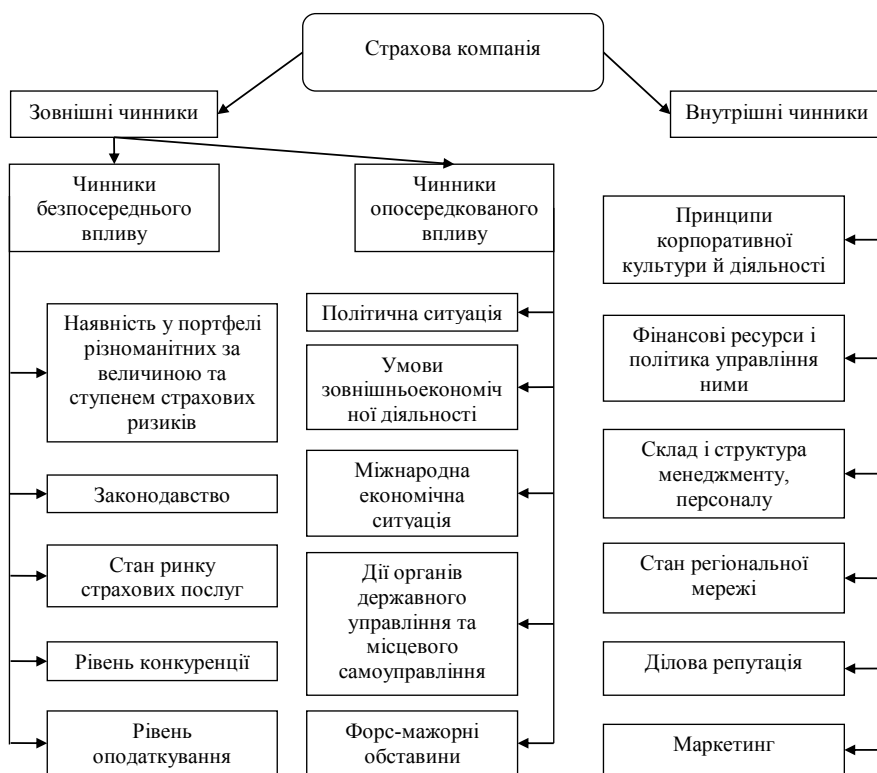 Страхова компанія
Зовнішні чинники
Внутрішні чинники
Чинники
безпосереднього
впливу
Чинники
опосередкованого
впливу
Наявність у портфелі
різноманітних за
величиною та
ступенем страхових
ризиків
Законодавство
Стан ринку
страхових послуг
Рівень конкуренції
Рівень
оподаткування
Політична ситуація
Умови
зовнішньоекономіч
ної діяльності
Міжнародна
економічна
ситуація
Дії органів
державного
управління та
місцевого
самоуправління
Форс-мажорні
обставини
Принципи
корпоративної
культури й діяльності
Фінансові ресурси і
політика управління
ними
Склад і структура
менеджменту,
персоналу
Стан регіональної
мережі
Ділова репутація
Маркетинг